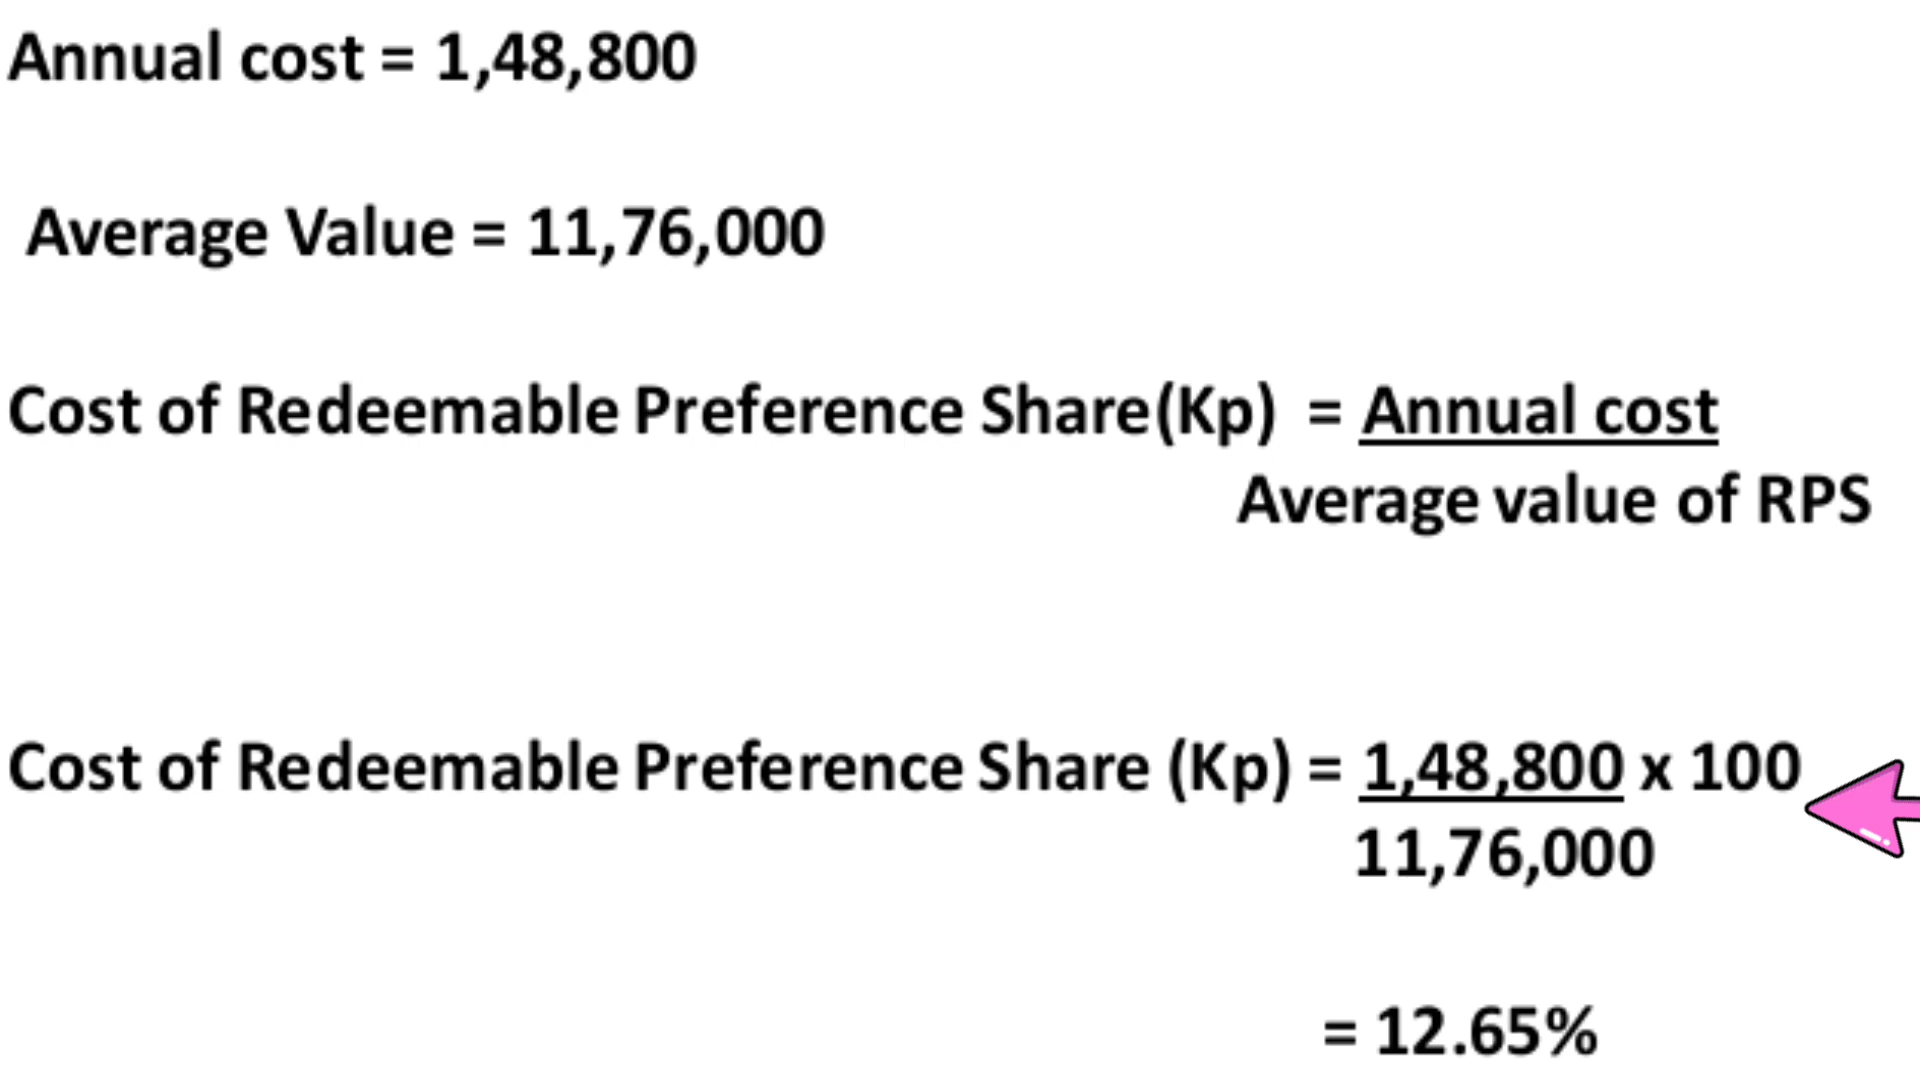 Annual cost = 1,48,800
Average Value = 11,76,000
Cost of Redeemable Preference Share(Kp) = Annual cost
Average value of RPS
Cost of Redeemable Preference Share (Kp) = 1,48,800 x 100
11,76,000
= 12.65%